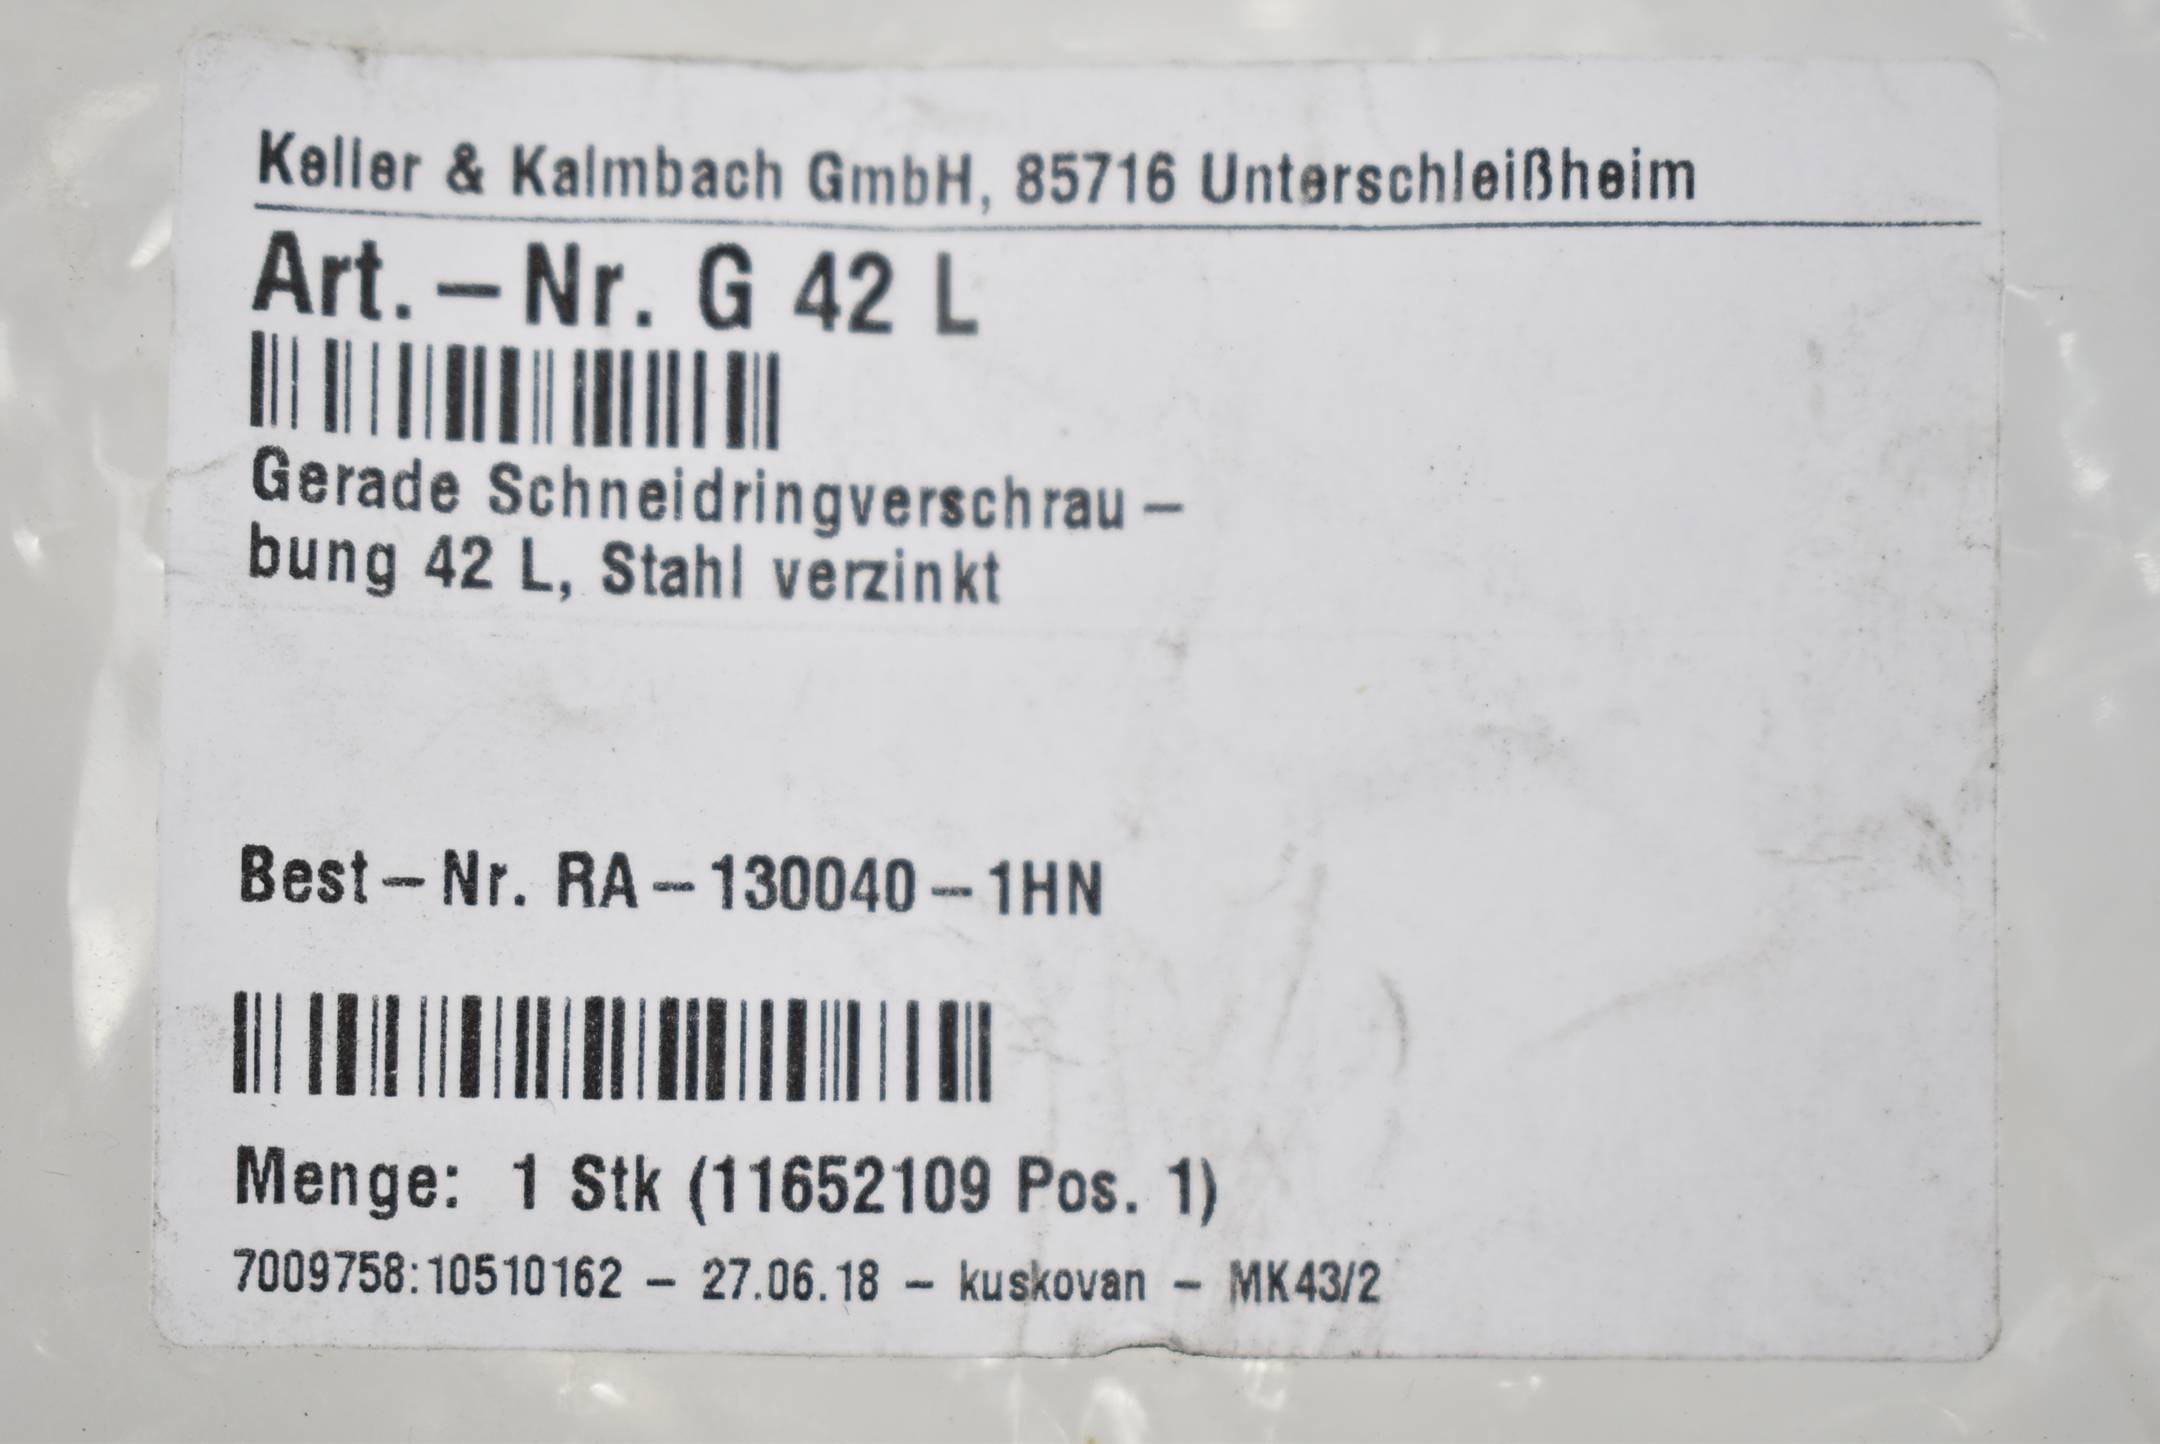 Keller & Kalmbach GmbH, 85716 Unterschleißheim
Art.-Nr. G 42 L
Gerade Schneidringverschrau-
bung 42 L, Stahl verzinkt
Best-Nr. RA-130040-1HN
Menge: 1 Stk (11652109 Pos. 1)
7009758:10510162 - 27.06.18 - kuskovan - MK43/2